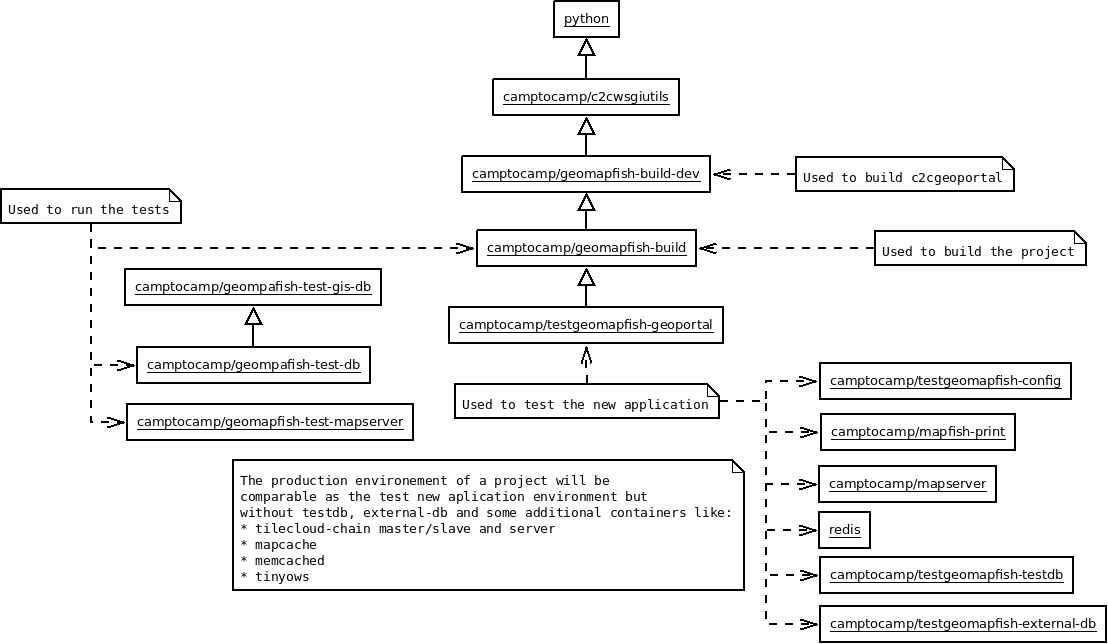 python
camptocamp/c2cwsgiutils
camptocamp/geomapfish-build-dev
Used to build c2cgeoportal
Used to run the tests
camptocamp/geomapfish-build
Used to build the project
camptocamp/geompafish-test-gis-db
camptocamp/testgeomapfish-geoportal
camptocamp/geompafish-test-db
camptocamp/testgeomapfish-config
Used to test the new application
camptocamp/geomapfish-test-mapserver
camptocamp/mapfish-print
The production environement of a project will be
comparable as the test new aplication environment but
without testdb, external-db and some additional containers like:
* tilecloud-chain master/slave and server
* mapcache
* memcached
* tinyows
camptocamp/mapserver
redis
camptocamp/testgeomapfish-testdb
camptocamp/testgeomapfish-external-db